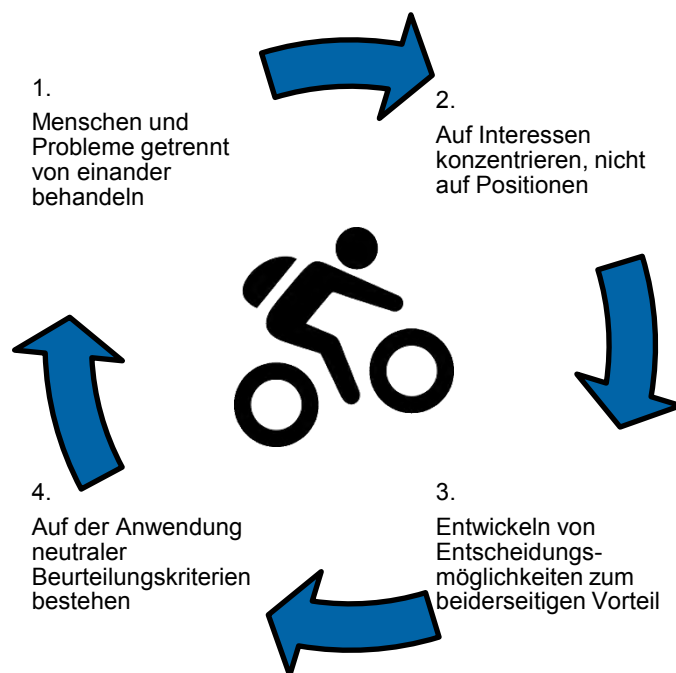 1.
Menschen und
Probleme getrennt
von einander
behandeln
2.
Auf Interessen
konzentrieren, nicht
auf Positionen
3.
Entwickeln von
Entscheidungs-
möglichkeiten zum
beiderseitigen Vorteil
4.
Auf der Anwendung
neutraler
Beurteilungskriterien
bestehen